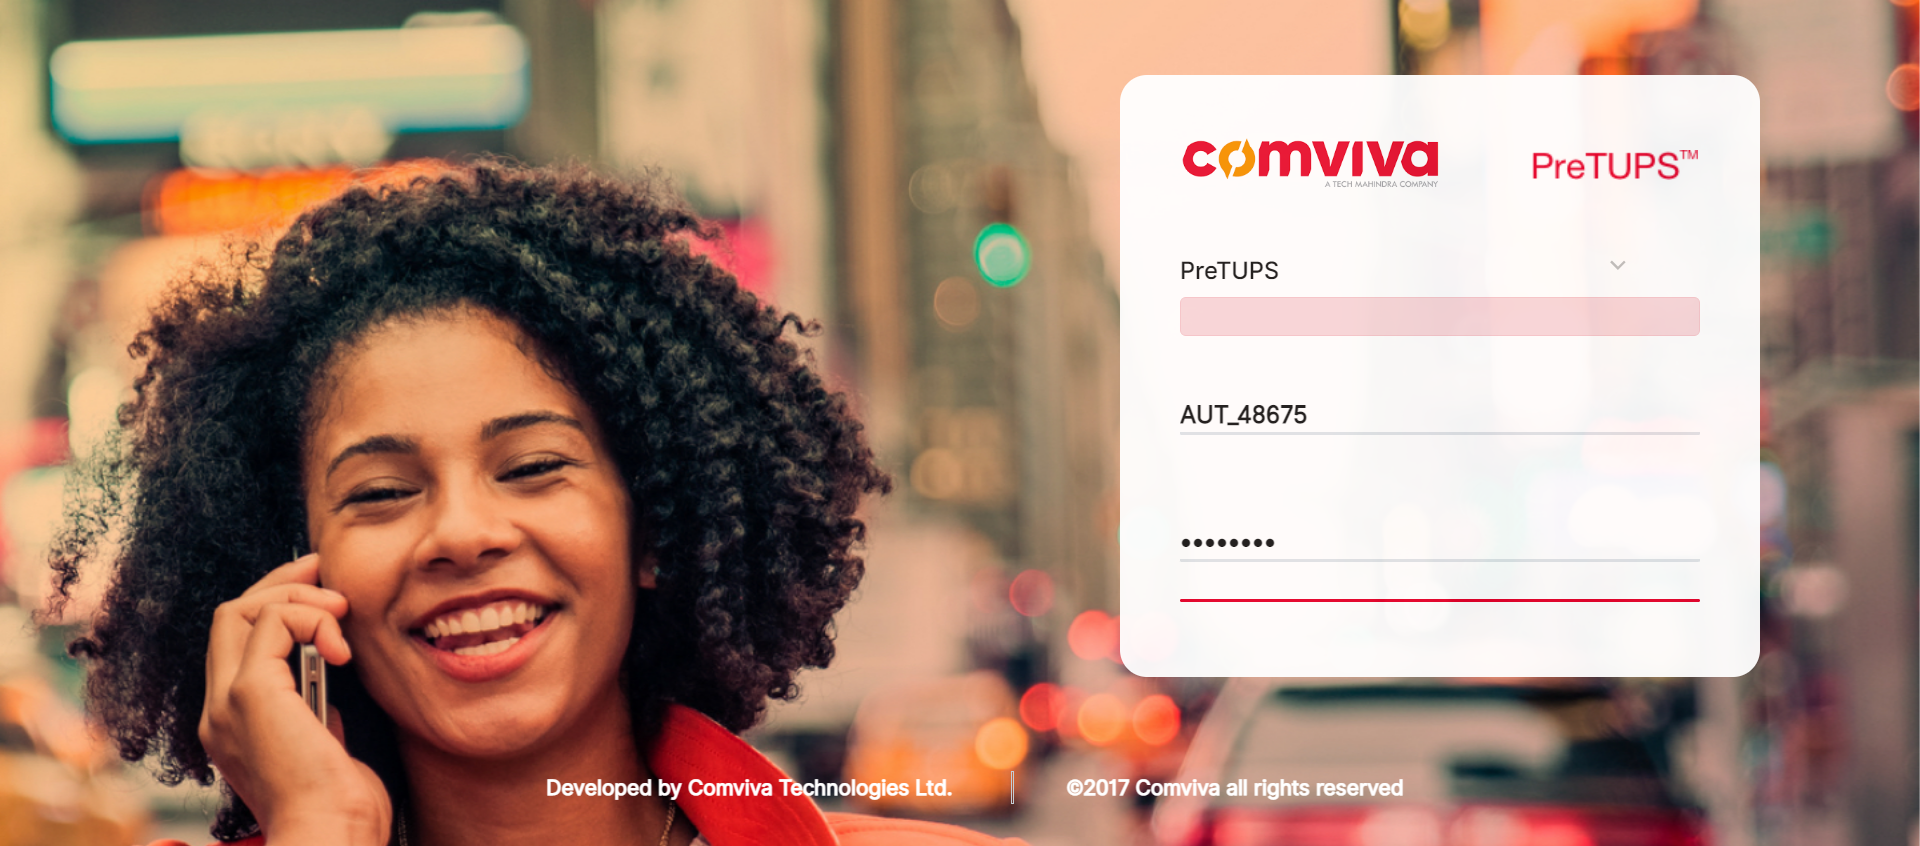 comviva
A TECH MAHINDRA COMPANY
PreTUPS™
PreTUPS
AUT_48675
••••••••
Developed by Comviva Technologies Ltd.
©2017 Comviva all rights reserved